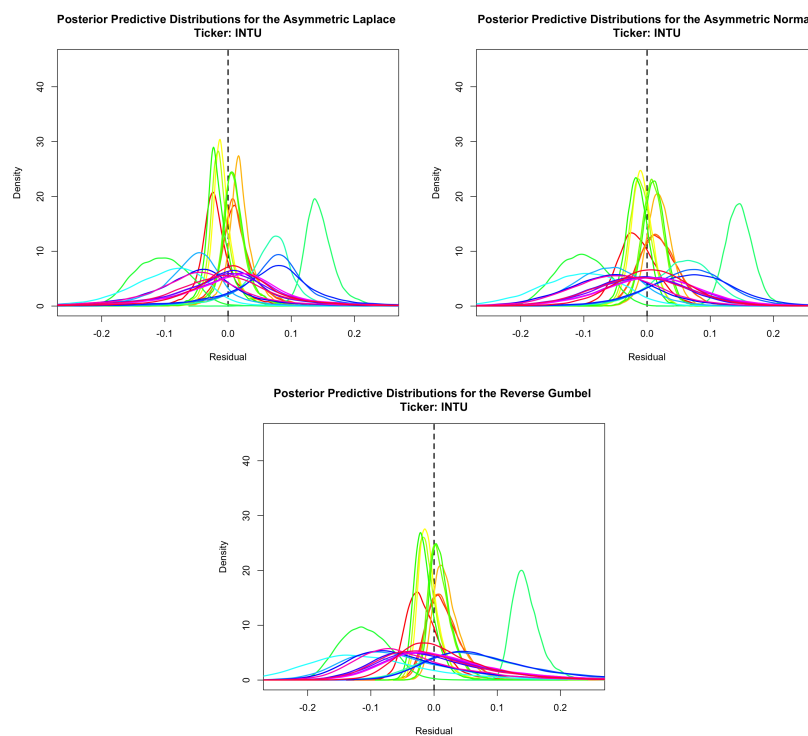 Posterior Predictive Distributions for the Asymmetric Laplace
Ticker: INTU
Density
0
10
20
30
40
-0.2
-0.1
0.0
0.1
0.2
Residual
Posterior Predictive Distributions for the Asymmetric Norma
Ticker: INTU
Density
0
10
20
30
40
-0.2
-0.1
0.0
0.1
0.2
Residual
Posterior Predictive Distributions for the Reverse Gumbel
Ticker: INTU
Density
0
10
20
30
40
-0.2
-0.1
0.0
0.1
0.2
Residual